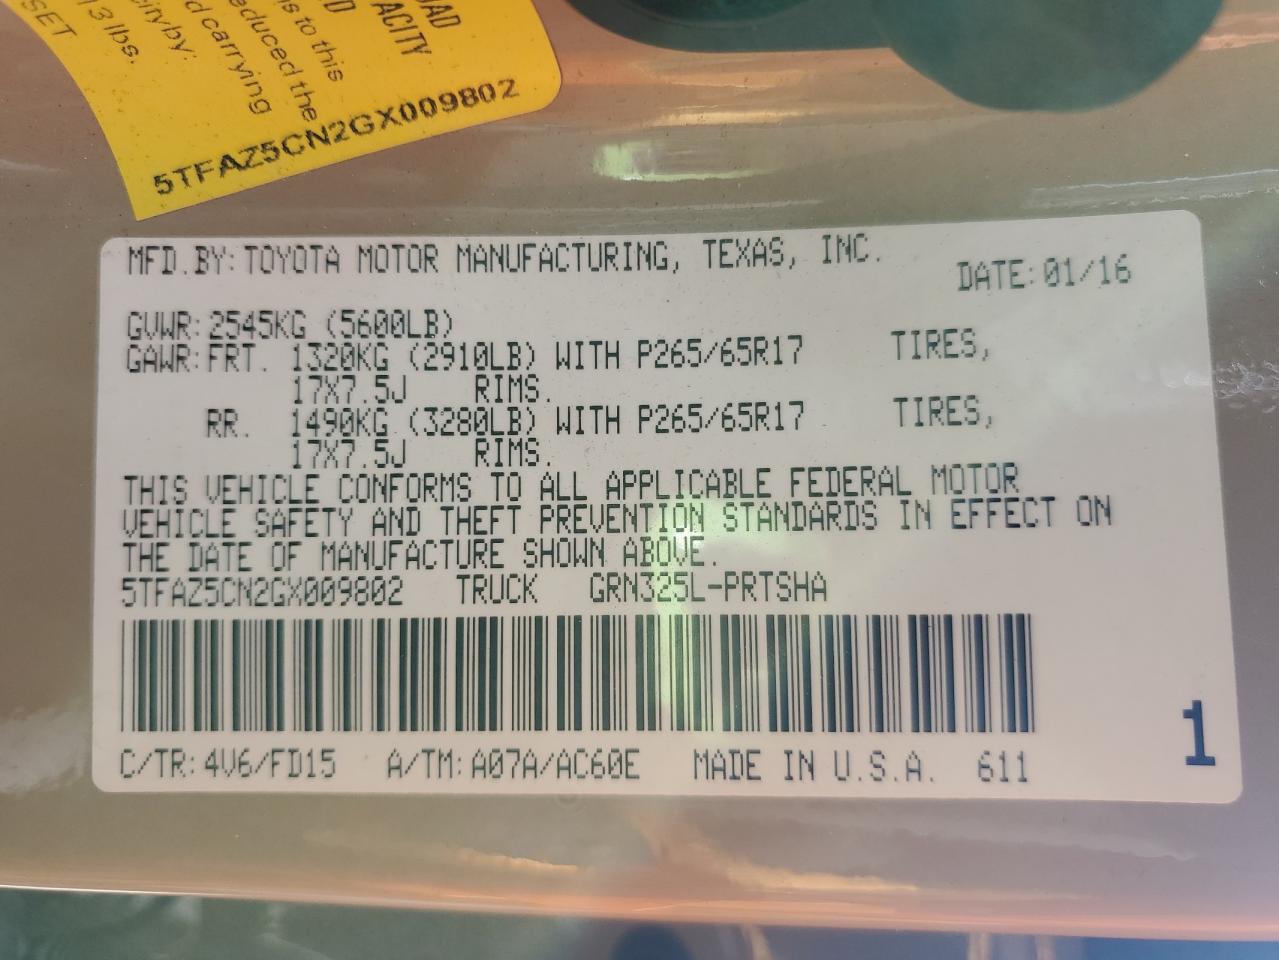 OAD
ACITY
s to this
educed the
d carrying
city by:
13 lbs.
SET
5TFAZ5CN2GX009802
MFD.BY:TOYOTA MOTOR MANUFACTURING, TEXAS, INC.
DATE:01/16
GVWR:2545KG (5600LB)
GAWR:FRT. 1320KG (2910LB) WITH P265/65R17 TIRES,
17X7.5J RIMS.
RR. 1490KG (3280LB) WITH P265/65R17 TIRES,
17X7.5J RIMS.
THIS VEHICLE CONFORMS TO ALL APPLICABLE FEDERAL MOTOR
VEHICLE SAFETY AND THEFT PREVENTION STANDARDS IN EFFECT ON
THE DATE OF MANUFACTURE SHOWN ABOVE.
5TFAZ5CN2GX009802 TRUCK GRN325L-PRTSHA
C/TR:4V6/FD15 A/TM:A07A/AC60E MADE IN U.S.A. 611
1